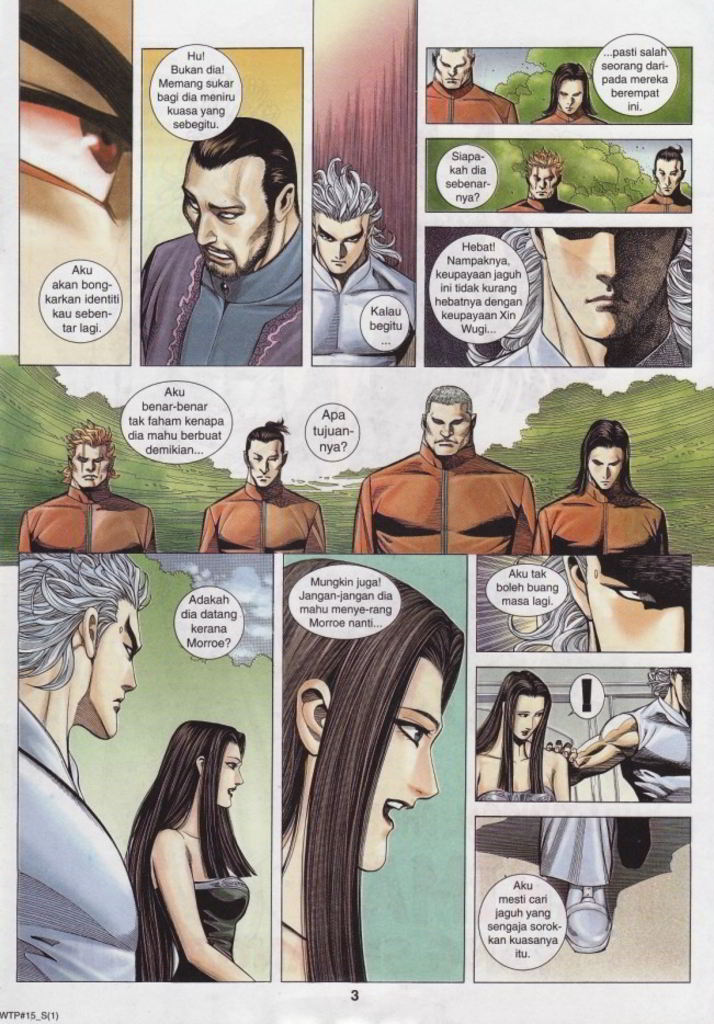 Aku
akan bong-
karkan identiti
kau seben-
tar lagi.
Hu!
Bukan dia!
Memang sukar
bagi dia meniru
kuasa yang
sebegitu.
Kalau
begitu
...
...pasti salah
seorang dari-
pada mereka
berempat
ini.
Siapa-
kah dia
sebenar-
nya?
Hebat!
Nampaknya,
keupayaan jaguh
ini tidak kurang
hebatnya dengan
keupayaan Xin
Wugi...
Aku
benar-benar
tak faham kenapa
dia mahu berbuat
demikian...
Apa
tujuan-
nya?
Adakah
dia datang
kerana
Morroe?
Mungkin juga!
Jangan-jangan dia
mahu menye-rang
Morroe nanti...
Aku tak
boleh buang
masa lagi.
!
Aku
mesti cari
jaguh yang
sengaja sorok-
kan kuasanya
itu.
3
WTP#15_S(1)